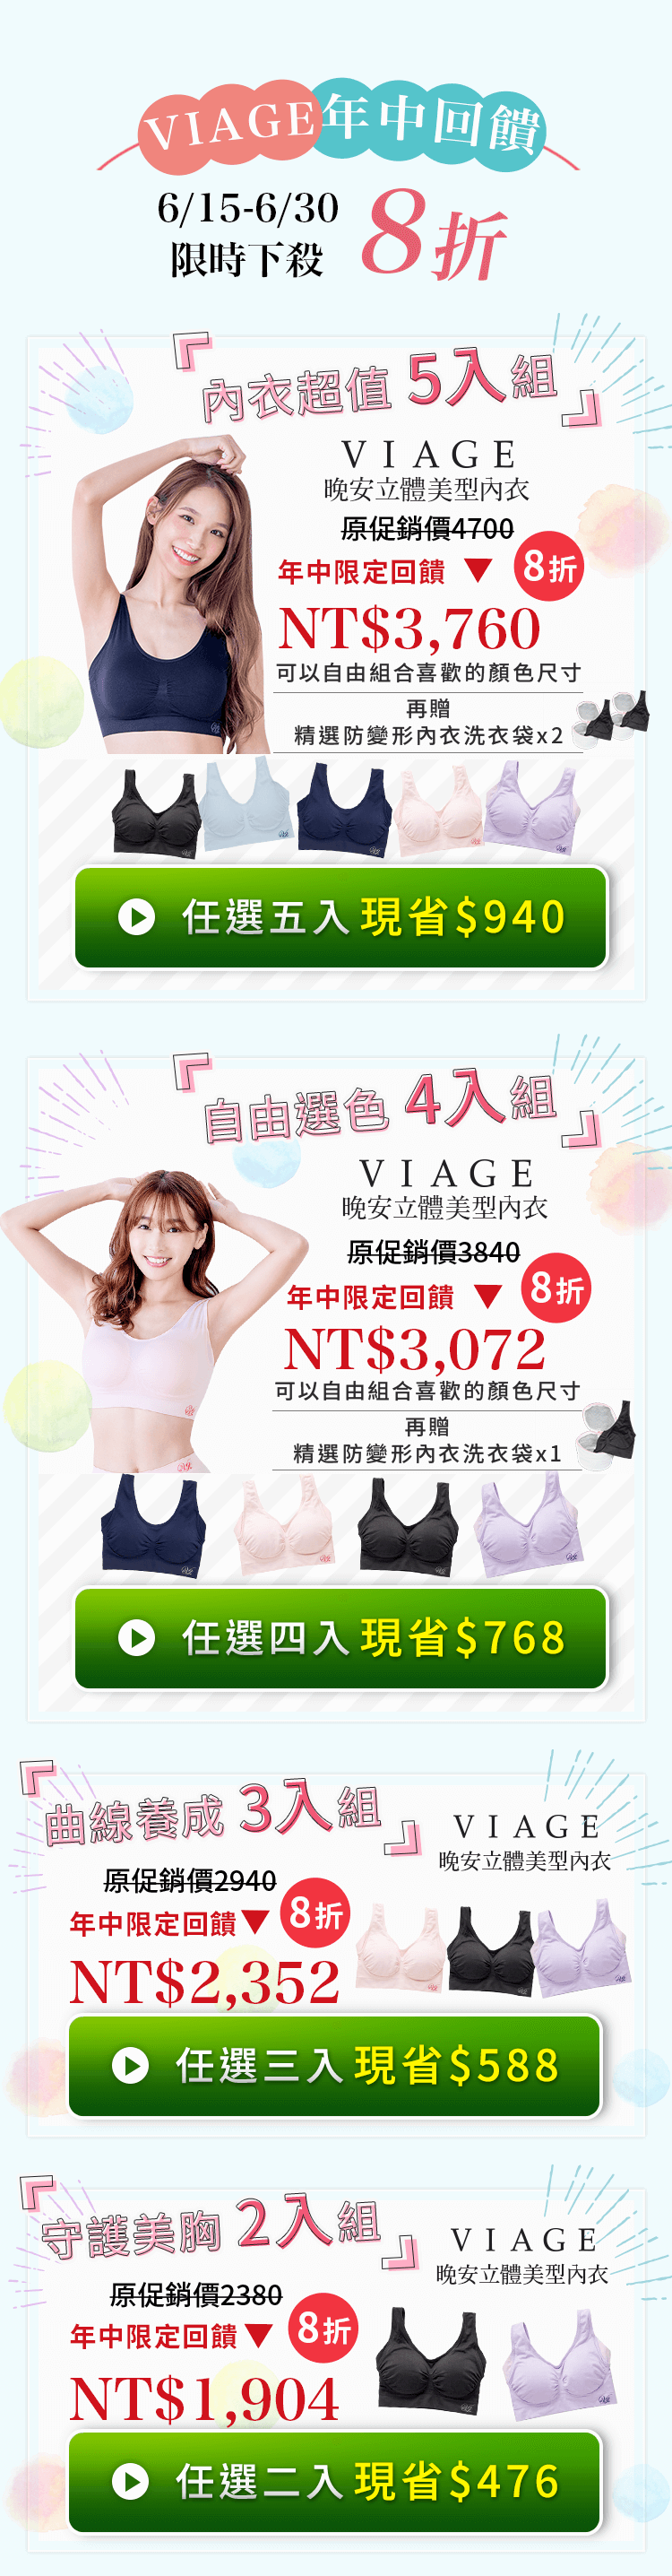 VIAGE年中回饋
6/15-6/30
限時下殺
8折
內衣超值5入組
VIAGE
晚安立體美型內衣
原促銷價4700
年中限定回饋 ▼ 8折
NT$3,760
可以自由組合喜歡的顏色尺寸
再贈
精選防變形內衣洗衣袋x2
任選五入現省$940
自由選色4入組
VIAGE
晚安立體美型內衣
原促銷價3840
年中限定回饋 ▼ 8折
NT$3,072
可以自由組合喜歡的顏色尺寸
再贈
精選防變形內衣洗衣袋x1
任選四入現省$768
曲線養成3入組
VIAGE
晚安立體美型內衣
原促銷價2940
年中限定回饋▼ 8折
NT$2,352
任選三入現省$588
守護美胸2入組
VIAGE
晚安立體美型內衣
原促銷價2380
年中限定回饋▼ 8折
NT$1,904
任選二入現省$476